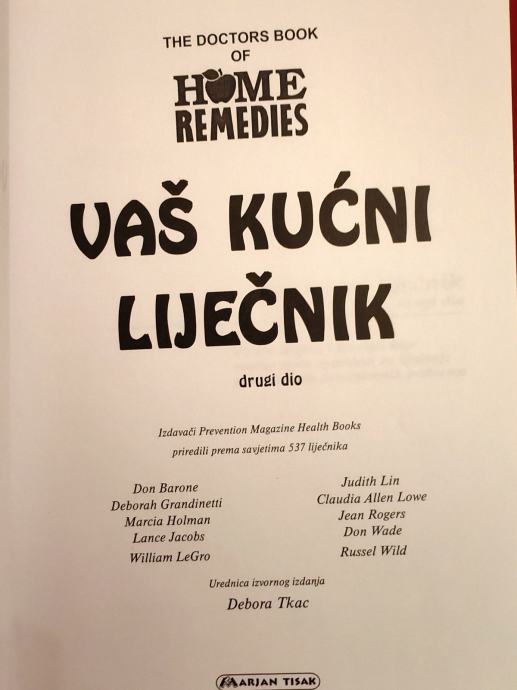 THE DOCTORS BOOK
OF
HOME
REMEDIES
VAŠ KUĆNI
LIJEČNIK
drugi dio
Izdavači Prevention Magazine Health Books
priredili prema savjetima 537 liječnika
Don Barone
Deborah Grandinetti
Marcia Holman
Lance Jacobs
William LeGro
Judith Lin
Claudia Allen Lowe
Jean Rogers
Don Wade
Russel Wild
Urednica izvornog izdanja
Debora Tkac
MARJAN TISAK